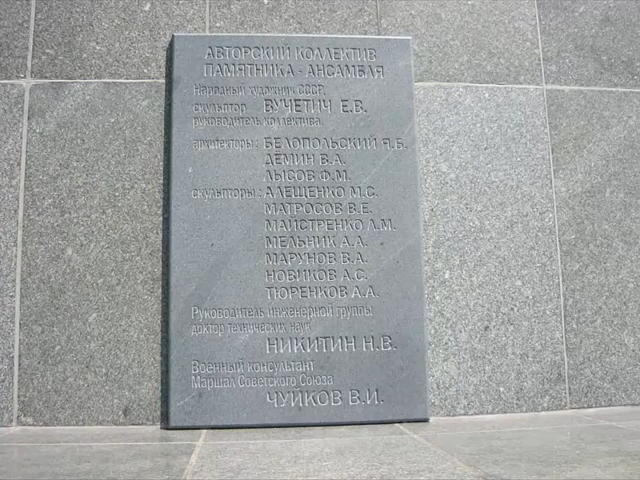 АВТОРСКИЙ КОЛЛЕКТИВ
ПАМЯТНИКА - АНСАМБЛЯ
Народный художник СССР,
скульптор ВУЧЕТИЧ Е.В.
руководитель коллектива.
архитекторы: БЕЛОПОЛЬСКИЙ Я.Б.
ДЕМИН В.А.
ЛЫСОВ Ф.М.
скульпторы: АЛЕЩЕНКО М.С.
МАТРОСОВ В.Е.
МАЙСТРЕНКО Л.М.
МЕЛЬНИК А.А.
МАРУНОВ В.А.
НОВИКОВ А.С.
ТЮРЕНКОВ А.А.
Руководитель инженерной группы
доктор технических наук
НИКИТИН Н.В.
Военный консультант
Маршал Советского Союза
ЧУЙКОВ В.И.